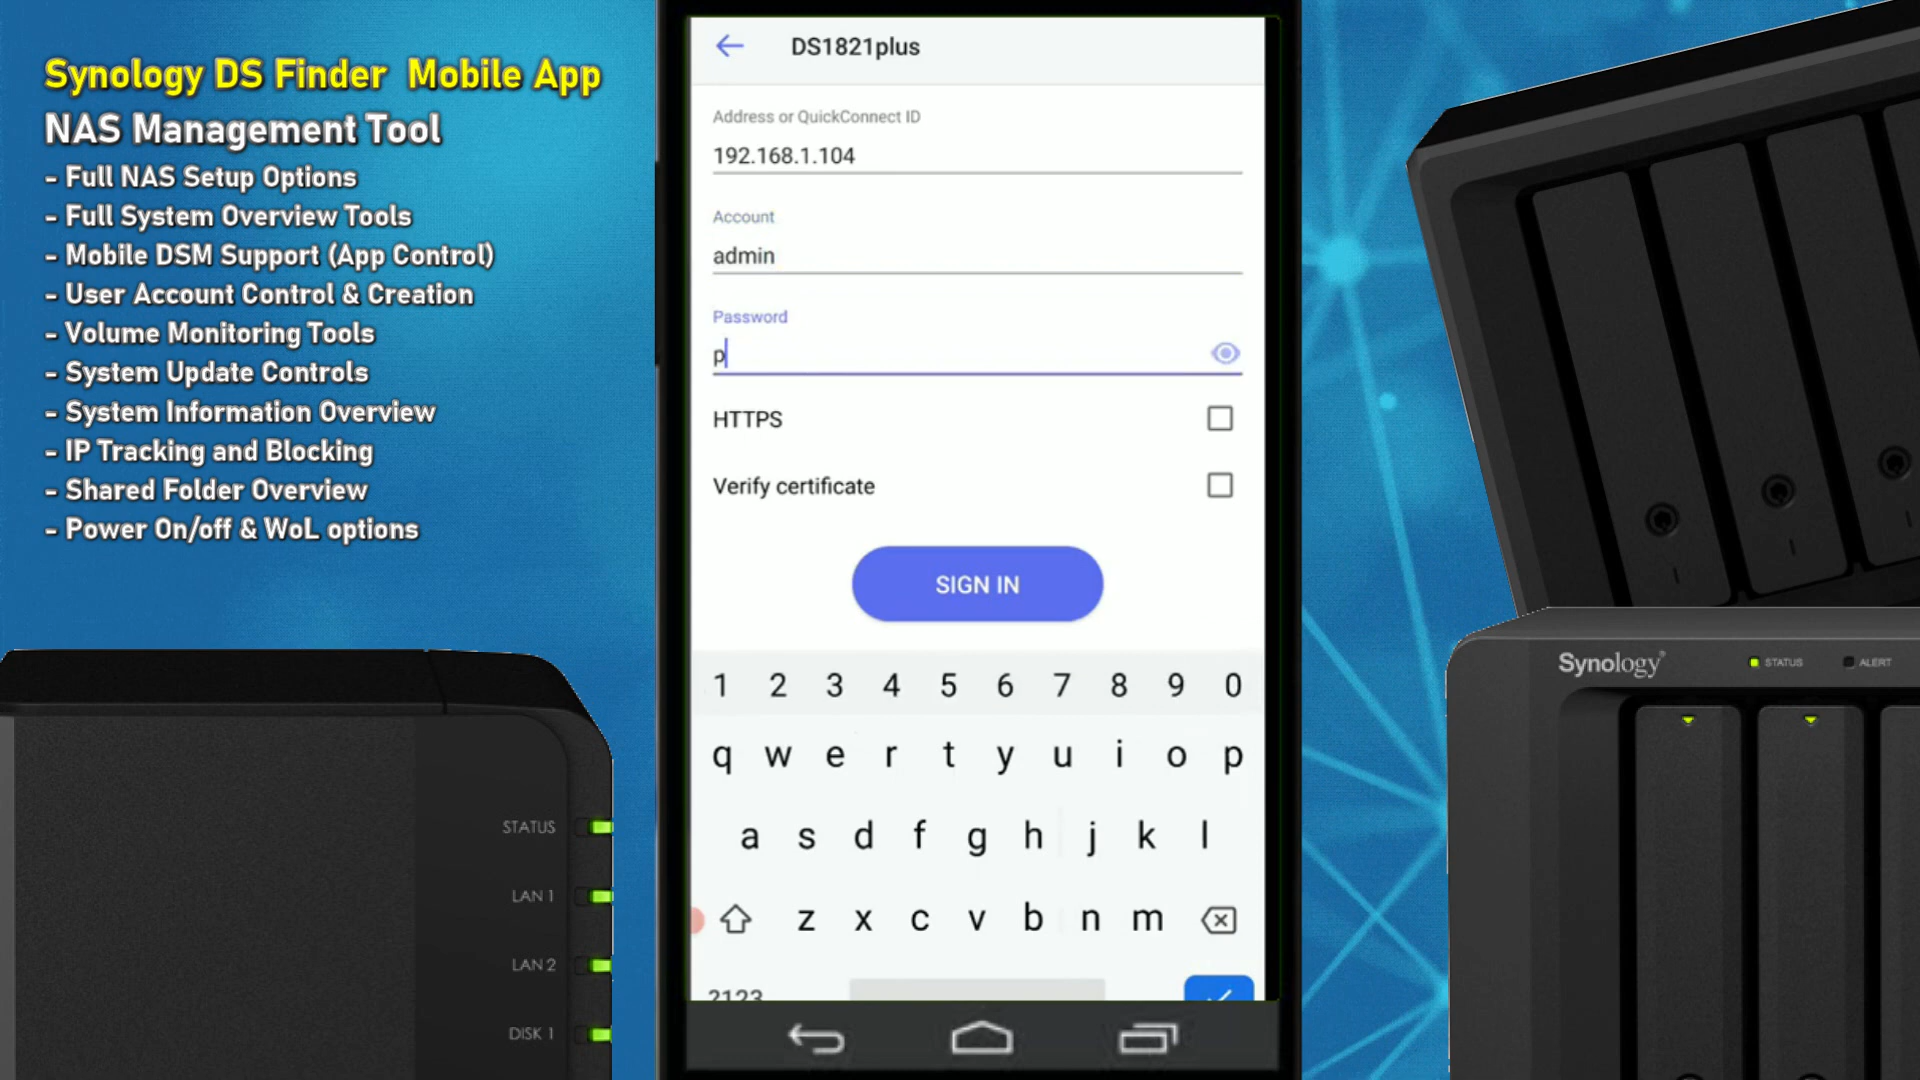 Synology DS Finder Mobile App
NAS Management Tool
- Full NAS Setup Options
- Full System Overview Tools
- Mobile DSM Support (App Control)
- User Account Control & Creation
- Volume Monitoring Tools
- System Update Controls
- System Information Overview
- IP Tracking and Blocking
- Shared Folder Overview
- Power On/off & WoL options
STATUS
LAN 1
LAN 2
DISK 1
DS1821plus
Address or QuickConnect ID
192.168.1.104
Account
admin
Password
p
HTTPS
Verify certificate
SIGN IN
1 2 3 4 5 6 7 8 9 0
q w e r t y u i o p
a s d f g h j k l
z x c v b n m
?123
Synology® STATUS ALERT